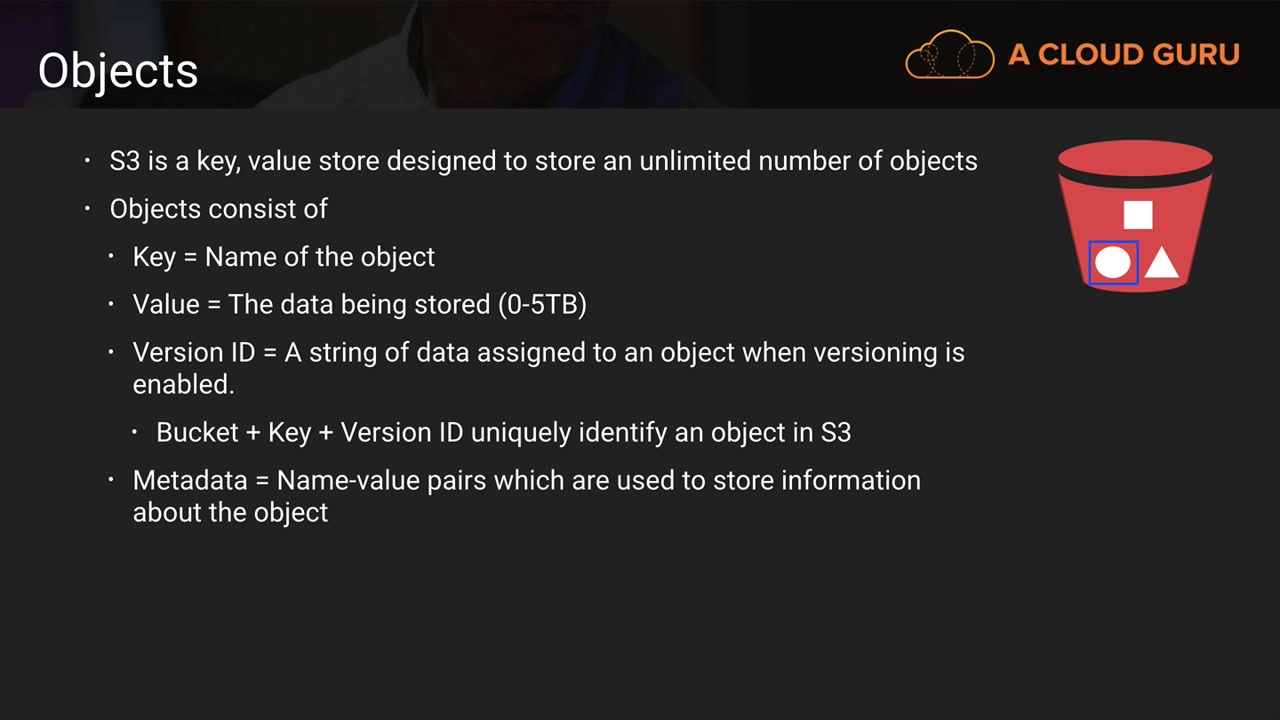 Objects
A CLOUD GURU
• S3 is a key, value store designed to store an unlimited number of objects
• Objects consist of
• Key = Name of the object
• Value = The data being stored (0-5TB)
• Version ID = A string of data assigned to an object when versioning is
enabled.
• Bucket + Key + Version ID uniquely identify an object in S3
• Metadata = Name-value pairs which are used to store information
about the object